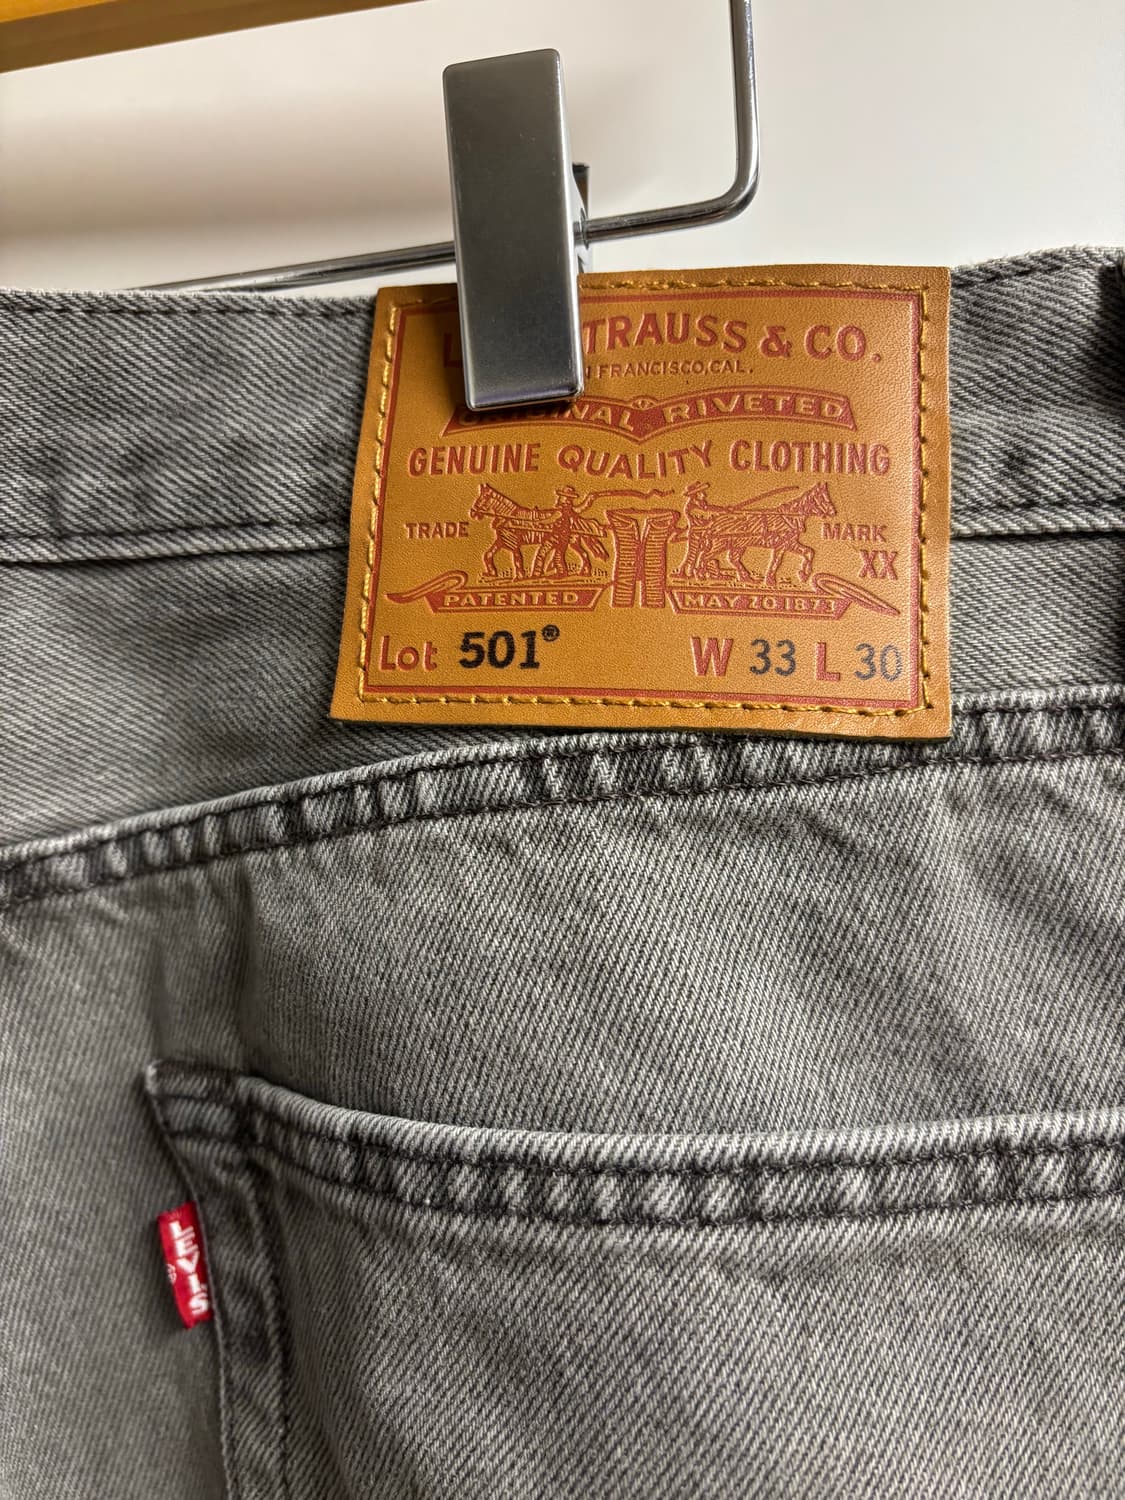 STRAUSS & CO.
FRANCISCO, CAL.
ORIGINAL RIVETED
GENUINE QUALITY CLOTHING
TRADE MARK
XX
PATENTED MAY 20 1873
Lot 501® W 33 L 30
LEVI'S
®